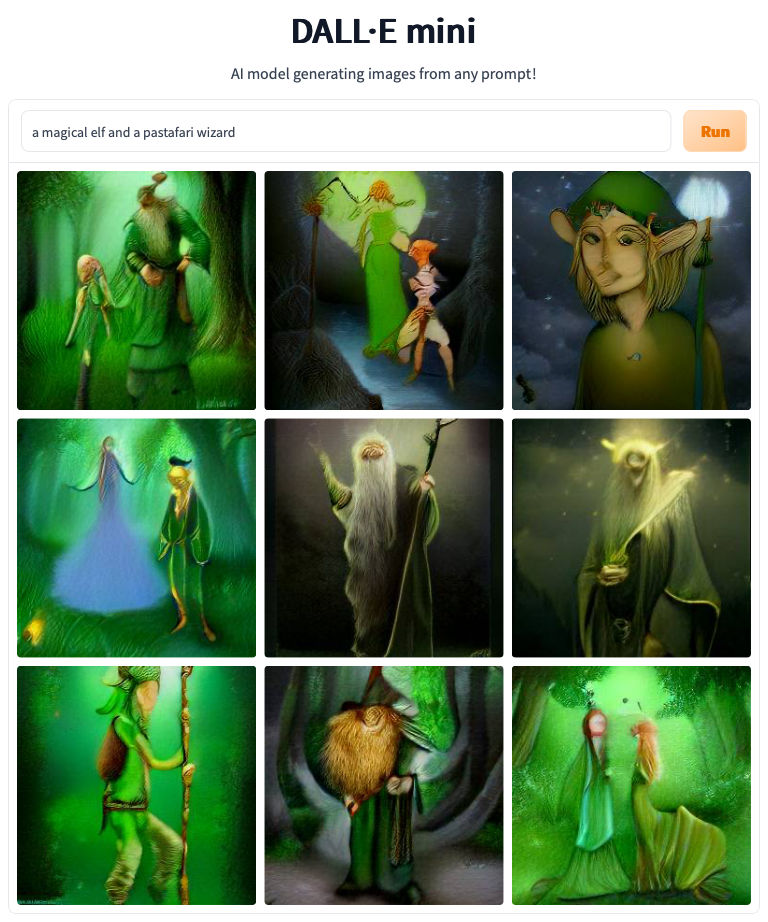 DALL·E mini
AI model generating images from any prompt!
a magical elf and a pastafari wizard
Run